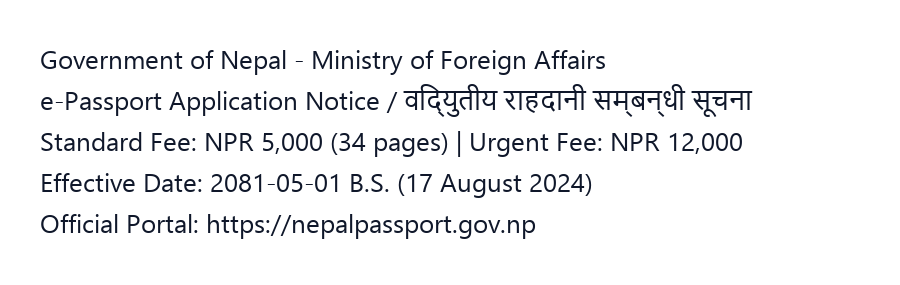 Government of Nepal - Ministry of Foreign Affairs
e-Passport Application Notice / विद्युतीय राहदानी सम्बन्धी सूचना
Standard Fee: NPR 5,000 (34 pages) | Urgent Fee: NPR 12,000
Effective Date: 2081-05-01 B.S. (17 August 2024)
Official Portal: https://nepalpassport.gov.np